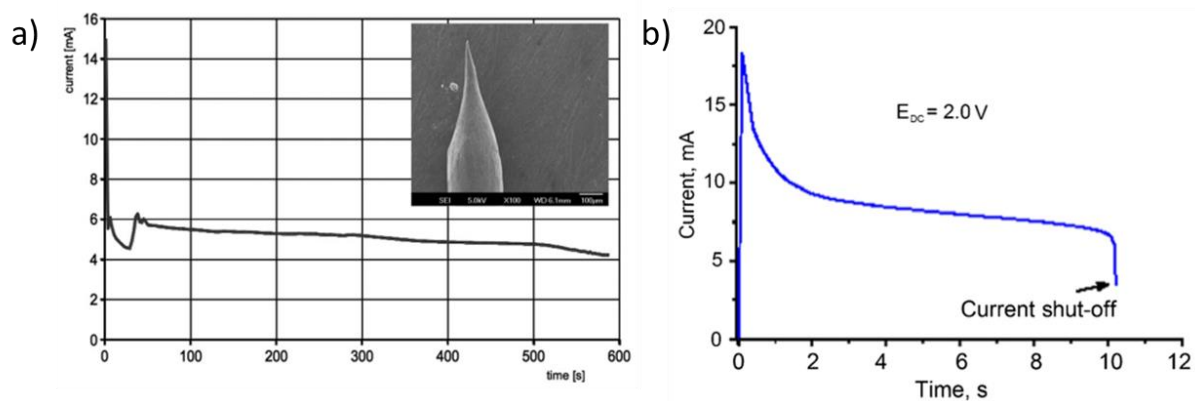 a)
current [mA]
16
14
12
10
8
6
4
2
0
0 100 200 300 400 500 600
time [s]
SEI 5.0kV X100 WD 6.1mm 100μm
b)
Current, mA
20
15
10
5
0
E_DC = 2.0 V
Current shut-off
0 2 4 6 8 10 12
Time, s